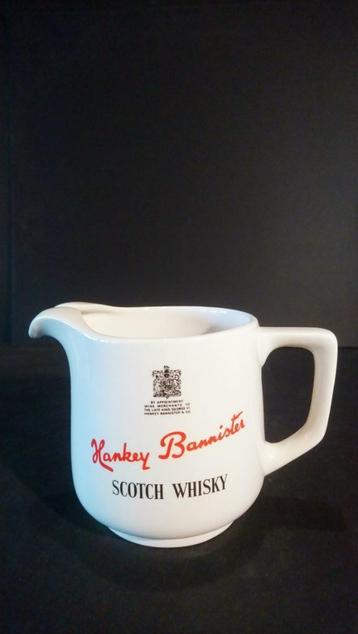 BY APPOINTMENT
WINE MERCHANTS TO
THE LATE KING GEORGE VI
HANKEY BANNISTER & CO.
Hankey Bannister
SCOTCH WHISKY